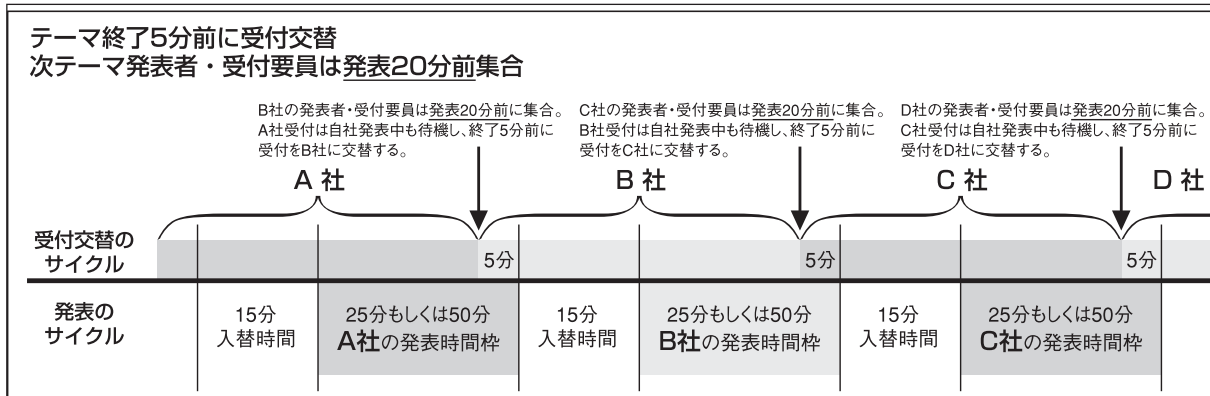 テーマ終了5分前に受付交替
次テーマ発表者・受付要員は発表20分前集合
B社の発表者・受付要員は発表20分前に集合。
A社受付は自社発表中も待機し、終了5分前に
受付をB社に交替する。
C社の発表者・受付要員は発表20分前に集合。
B社受付は自社発表中も待機し、終了5分前に
受付をC社に交替する。
D社の発表者・受付要員は発表20分前に集合。
C社受付は自社発表中も待機し、終了5分前に
受付をD社に交替する。
A 社
B 社
C 社
D 社
受付交替の
サイクル
5分
5分
5分
発表の
サイクル
15分
入替時間
25分もしくは50分
A社の発表時間枠
15分
入替時間
25分もしくは50分
B社の発表時間枠
15分
入替時間
25分もしくは50分
C社の発表時間枠